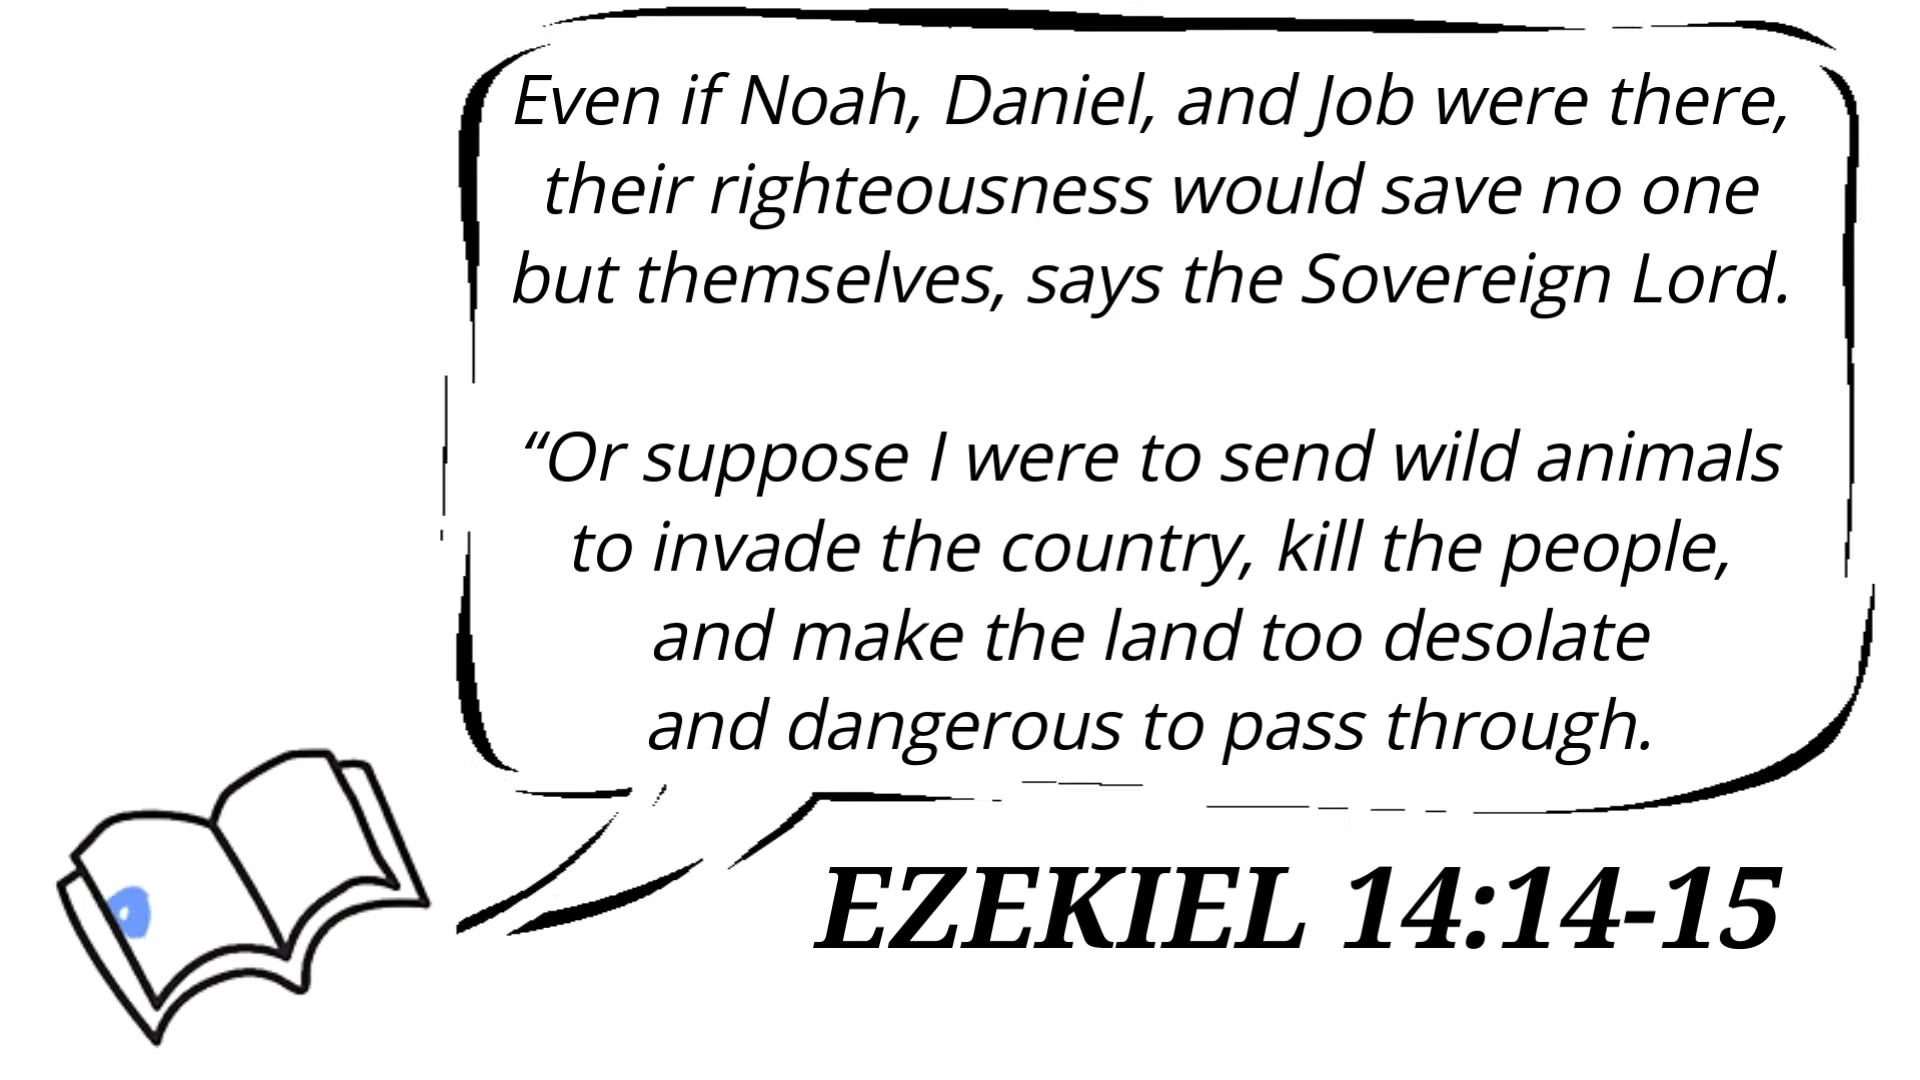 Even if Noah, Daniel, and Job were there,
their righteousness would save no one
but themselves, says the Sovereign Lord.
“Or suppose I were to send wild animals
to invade the country, kill the people,
and make the land too desolate
and dangerous to pass through.
EZEKIEL 14:14-15